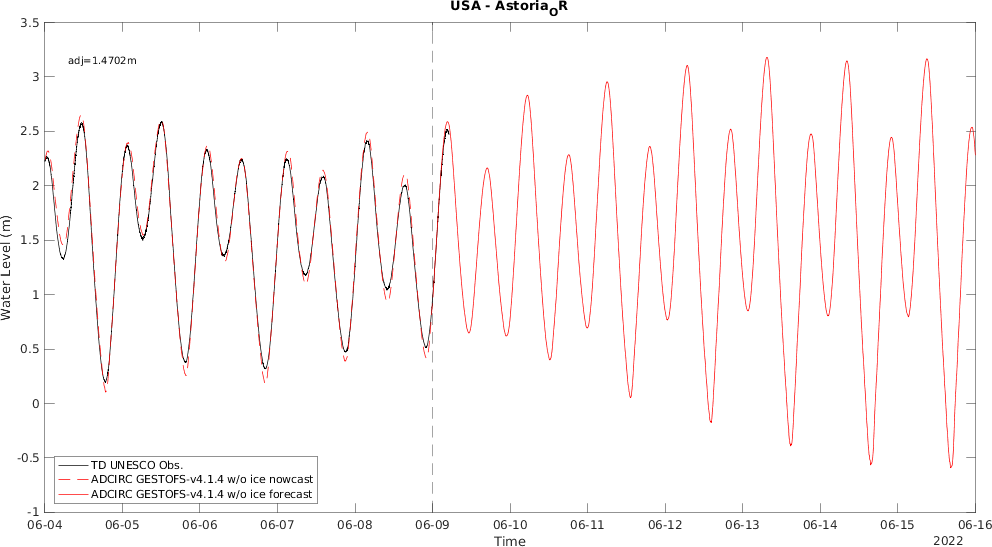 USA - Astoria_OR
adj=1.4702m
3.5
3
2.5
2
1.5
1
0.5
0
-0.5
-1
Water Level (m)
TD UNESCO Obs.
ADCIRC GESTOFS-v4.1.4 w/o ice nowcast
ADCIRC GESTOFS-v4.1.4 w/o ice forecast
06-04 06-05 06-06 06-07 06-08 06-09 06-10 06-11 06-12 06-13 06-14 06-15 06-16
Time
2022